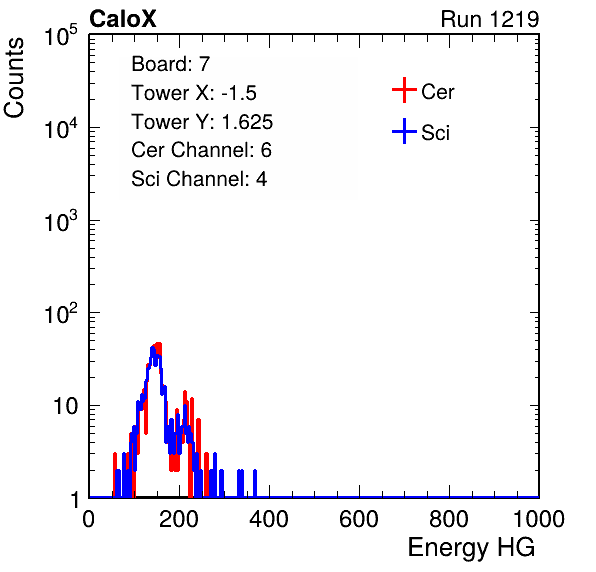 CaloX
Run 1219
Board: 7
Tower X: -1.5
Tower Y: 1.625
Cer Channel: 6
Sci Channel: 4
Cer
Sci
Counts
10^5
10^4
10^3
10^2
10
1
0 200 400 600 800 1000
Energy HG